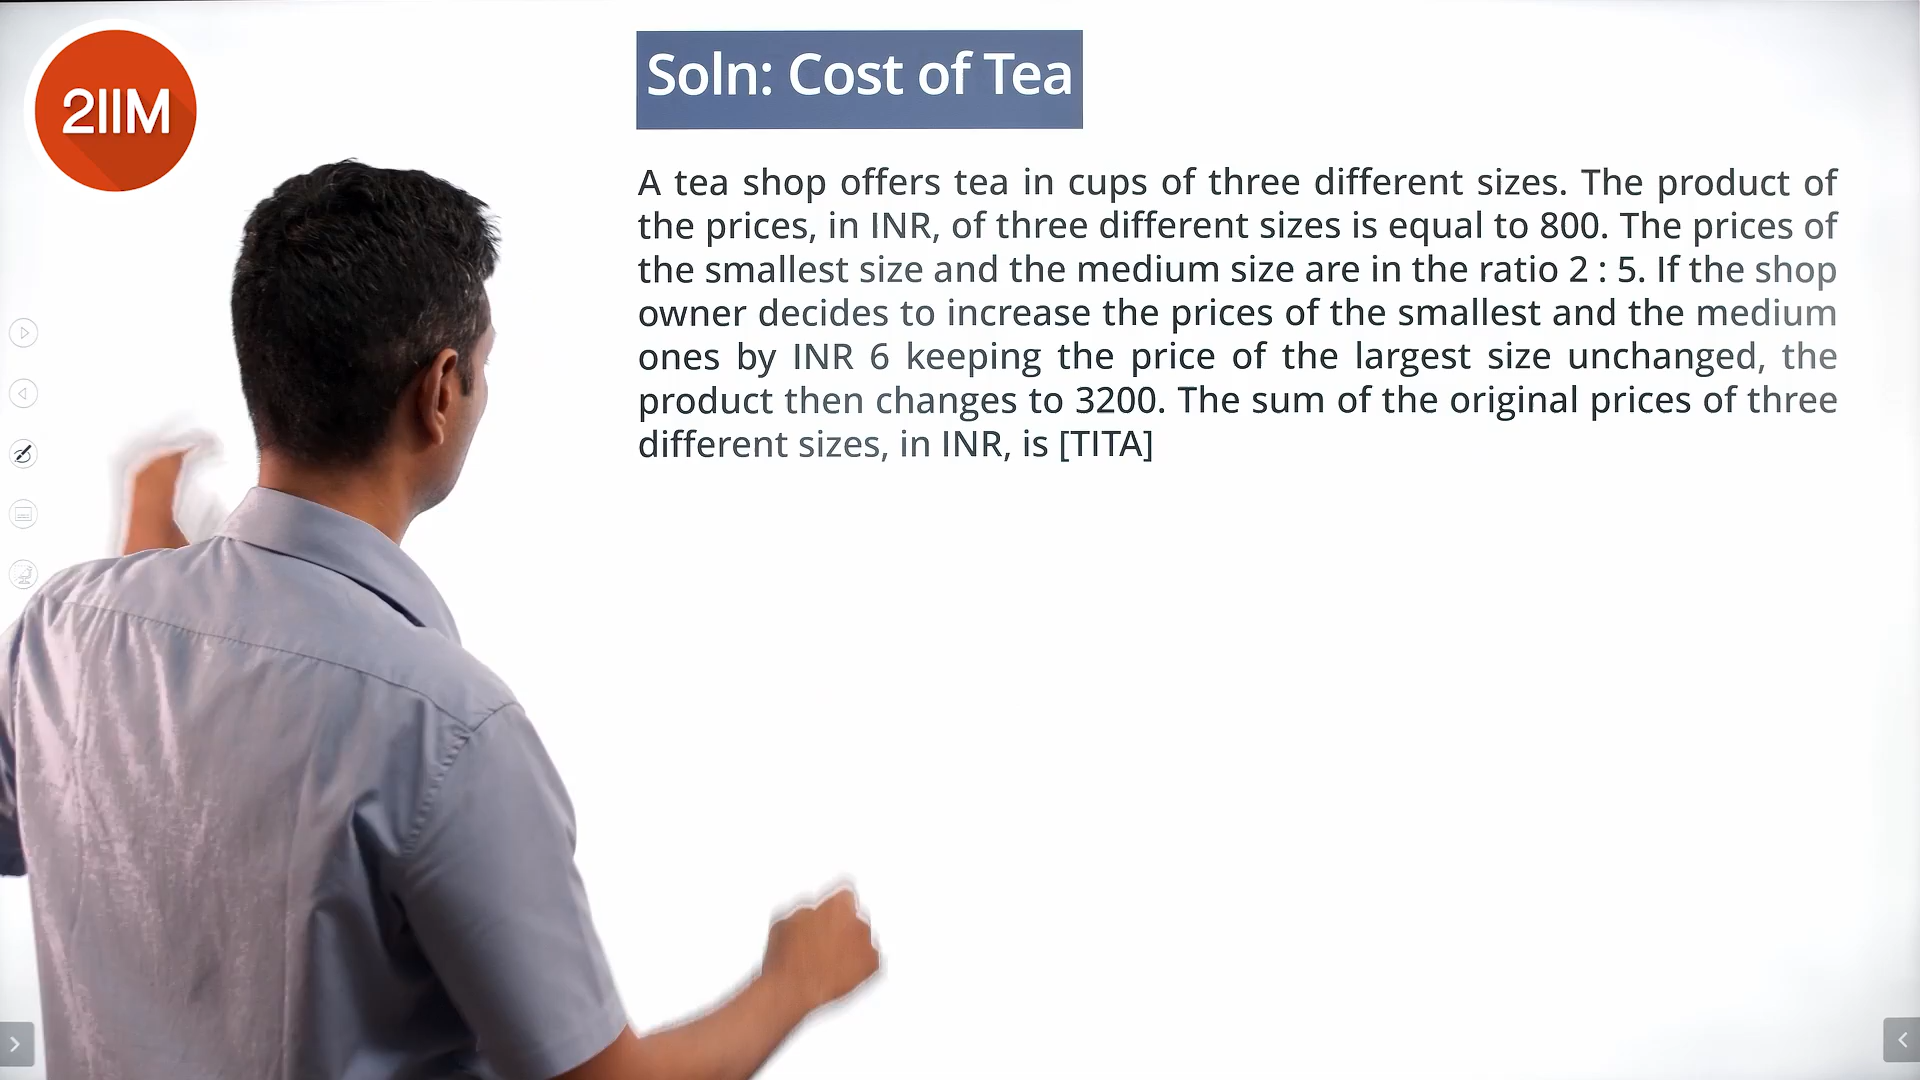 2IIM
Soln: Cost of Tea
A tea shop offers tea in cups of three different sizes. The product of
the prices, in INR, of three different sizes is equal to 800. The prices of
the smallest size and the medium size are in the ratio 2 : 5. If the shop
owner decides to increase the prices of the smallest and the medium
ones by INR 6 keeping the price of the largest size unchanged, the
product then changes to 3200. The sum of the original prices of three
different sizes, in INR, is [TITA]